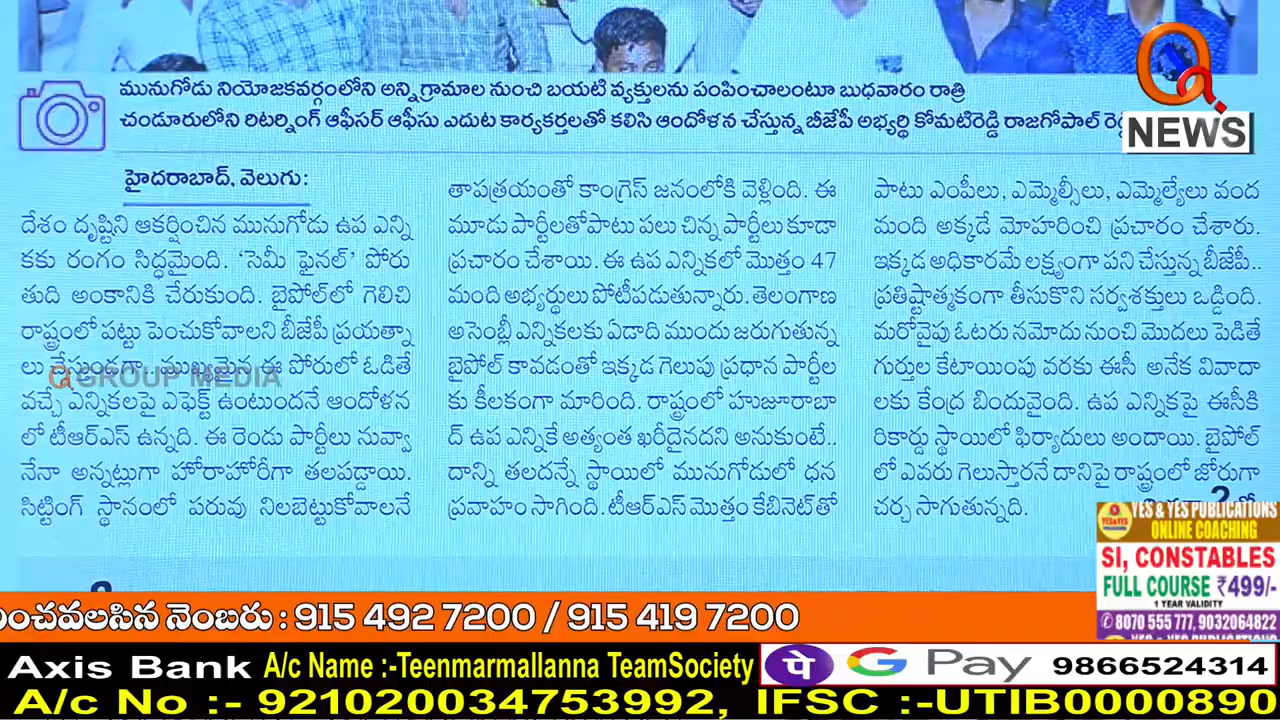 మునుగోడు నియోజకవర్గంలోని అన్ని గ్రామాల నుంచి బయటి వ్యక్తులను పంపించాలంటూ బుధవారం రాత్రి
చండూరులోని రిటర్నింగ్ ఆఫీసర్ ఆఫీసు ఎదుట కార్యకర్తలతో కలిసి ఆందోళన చేస్తున్న బీజేపీ అభ్యర్థి కోమటిరెడ్డి రాజగోపాల్
Q
NEWS
హైదరాబాద్, వెలుగు:
దేశం దృష్టిని ఆకర్షించిన మునుగోడు ఉప ఎన్ని
కకు రంగం సిద్ధమైంది. ‘సెమీ ఫైనల్’ పోరు
తుది అంకానికి చేరుకుంది. బైపోల్‌లో గెలిచి
రాష్ట్రంలో పట్టు పెంచుకోవాలని బీజేపీ ప్రయత్నా
లు చేస్తుండగా.. ముఖ్యమైన ఈ పోరులో ఓడితే
వచ్చే ఎన్నికలపై ఎఫెక్ట్ ఉంటుందనే ఆందోళన
లో టీఆర్ఎస్ ఉన్నది. ఈ రెండు పార్టీలు నువ్వా
నేనా అన్నట్లుగా హోరాహోరీగా తలపడ్డాయి.
సిట్టింగ్ స్థానంలో పరువు నిలబెట్టుకోవాలనే
తాపత్రయంతో కాంగ్రెస్ జనంలోకి వెళ్లింది. ఈ
మూడు పార్టీలతోపాటు పలు చిన్న పార్టీలు కూడా
ప్రచారం చేశాయి. ఈ ఉప ఎన్నికలో మొత్తం 47
మంది అభ్యర్థులు పోటీపడుతున్నారు. తెలంగాణ
అసెంబ్లీ ఎన్నికలకు ఏడాది ముందు జరుగుతున్న
బైపోల్ కావడంతో ఇక్కడ గెలుపు ప్రధాన పార్టీల
కు కీలకంగా మారింది. రాష్ట్రంలో హుజూరాబా
ద్ ఉప ఎన్నికే అత్యంత ఖరీదైనదని అనుకుంటే..
దాన్ని తలదన్నే స్థాయిలో మునుగోడులో ధన
ప్రవాహం సాగింది. టీఆర్ఎస్ మొత్తం కేబినెట్‌తో
పాటు ఎంపీలు, ఎమ్మెల్సీలు, ఎమ్మెల్యేలు వంద
మంది అక్కడే మోహరించి ప్రచారం చేశారు.
ఇక్కడ అధికారమే లక్ష్యంగా పని చేస్తున్న బీజేపీ..
ప్రతిష్టాత్మకంగా తీసుకొని సర్వశక్తులు ఒడ్డింది.
మరోవైపు ఓటరు నమోదు నుంచి మొదలు పెడితే
గుర్తుల కేటాయింపు వరకు ఈసీ అనేక వివాదా
లకు కేంద్ర బిందువైంది. ఉప ఎన్నికపై ఈసీకి
రికార్డు స్థాయిలో ఫిర్యాదులు అందాయి. బైపోల్
లో ఎవరు గెలుస్తారనే దానిపై రాష్ట్రంలో జోరుగా
చర్చ సాగుతున్నది.
Q GROUP MEDIA
YES & YES PUBLICATIONS
ONLINE COACHING
SI, CONSTABLES
FULL COURSE ₹499/-
1 YEAR VALIDITY
8070 555 777, 9032064822
నెంబరు : 915 492 7200 / 915 419 7200
Axis Bank A/c Name :-Teenmarmallanna TeamSociety
पे G Pay 9866524314
A/c No :- 921020034753992, IFSC :-UTIB0000890